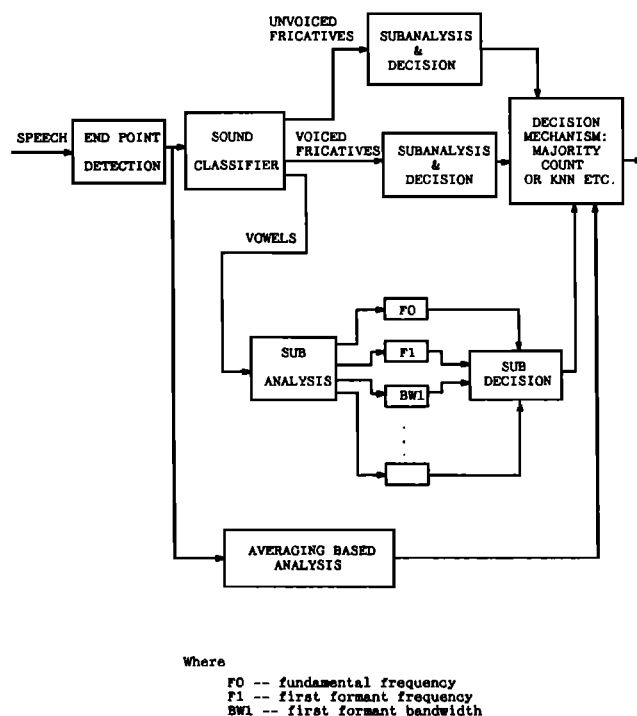 UNVOICED
FRICATIVES
SUBANALYSIS
&
DECISION
SPEECH
END POINT
DETECTION
SOUND
CLASSIFIER
VOICED
FRICATIVES
SUBANALYSIS
&
DECISION
DECISION
MECHANISM:
MAJORITY
COUNT
OR KNN ETC.
VOWELS
SUB
ANALYSIS
F0
F1
BW1
SUB
DECISION
AVERAGING BASED
ANALYSIS
Where
F0 -- fundamental frequency
F1 -- first formant frequency
BW1 -- first formant bandwidth